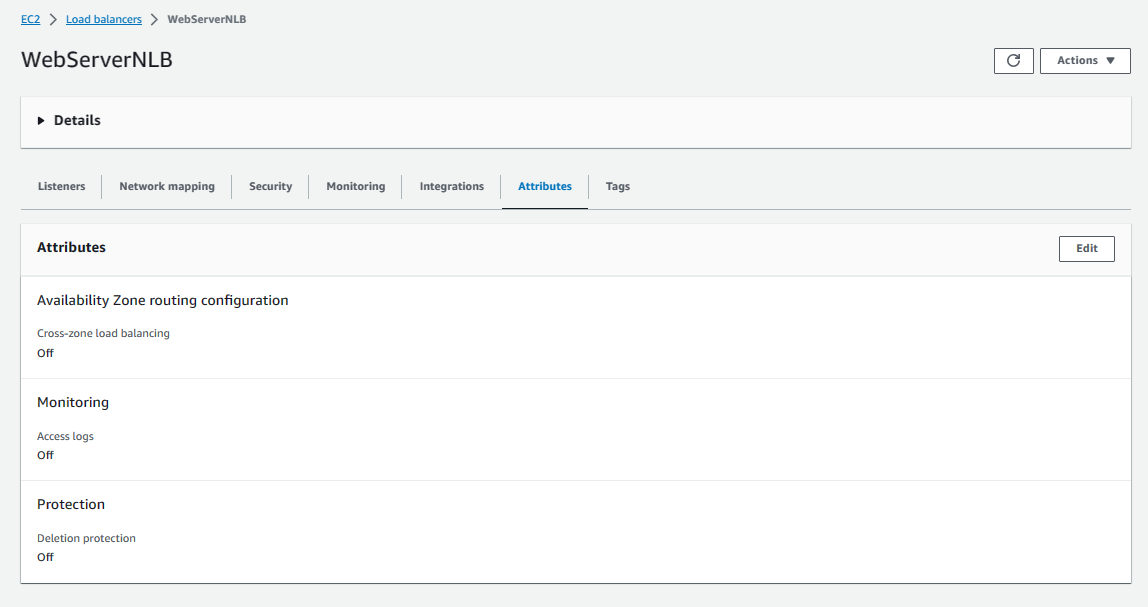 EC2 > Load balancers > WebServerNLB
WebServerNLB
Actions ▼
▶ Details
Listeners Network mapping Security Monitoring Integrations Attributes Tags
Attributes
Edit
Availability Zone routing configuration
Cross-zone load balancing
Off
Monitoring
Access logs
Off
Protection
Deletion protection
Off